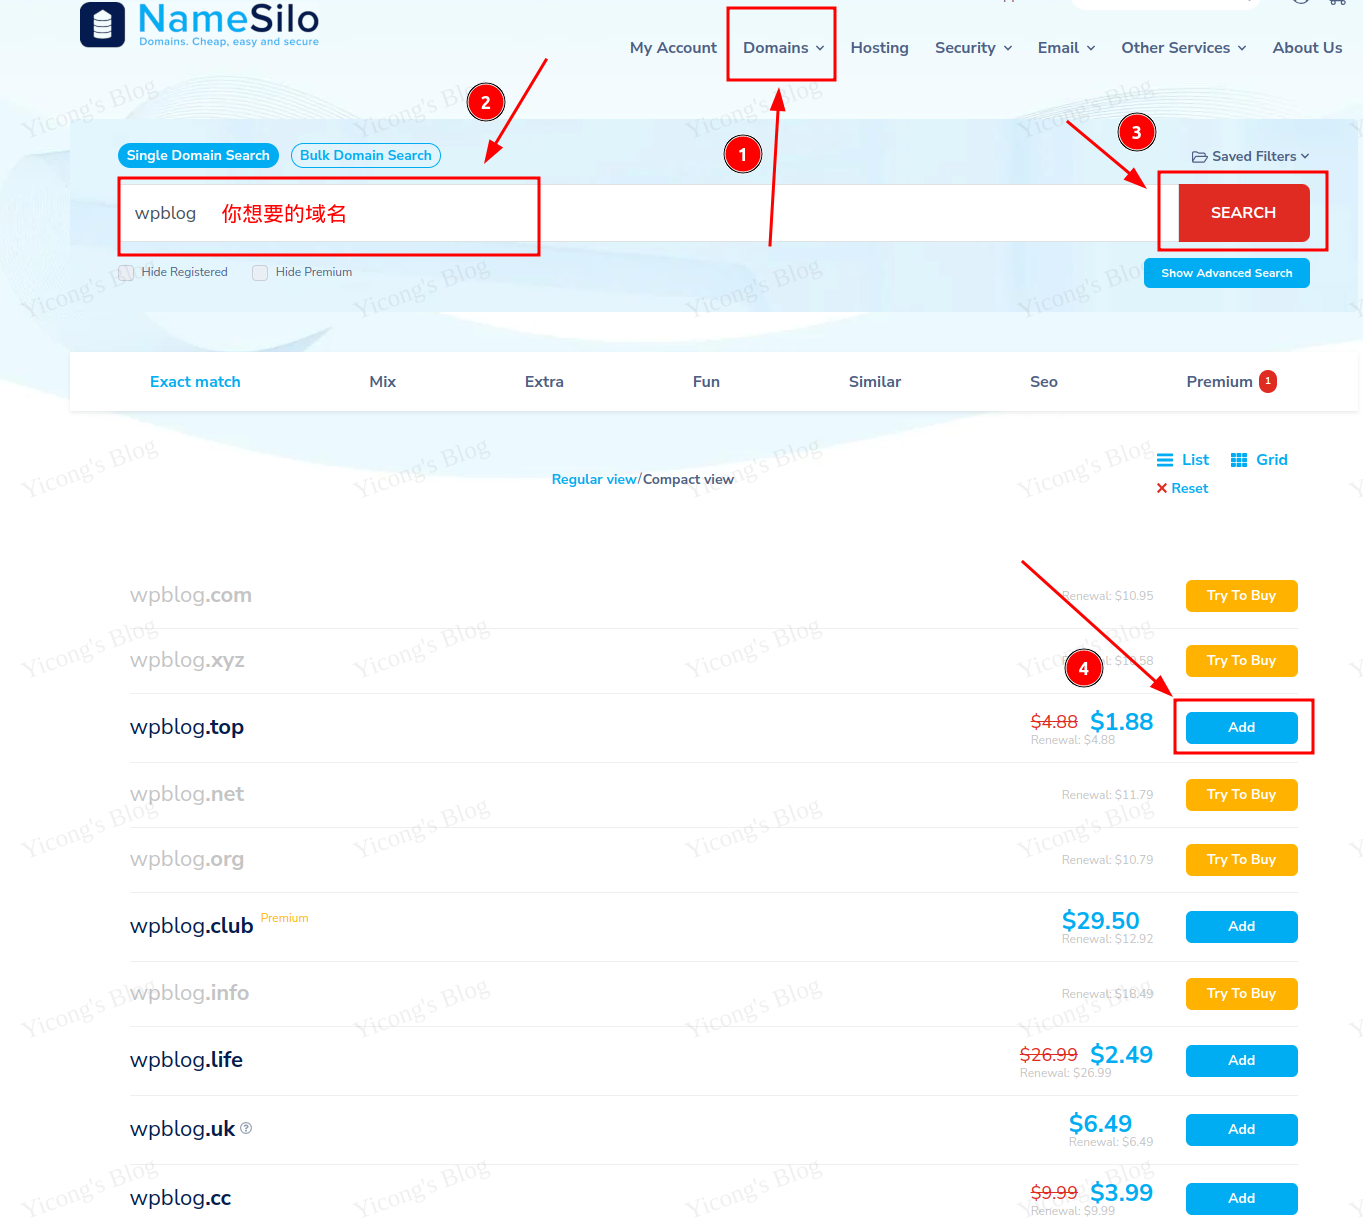 NameSilo
Domains. Cheap, easy and secure
My Account Domains Hosting Security Email Other Services About Us
2
1
3
Single Domain Search Bulk Domain Search
Saved Filters
wpblog 你想要的域名
SEARCH
Hide Registered Hide Premium
Show Advanced Search
Exact match Mix Extra Fun Similar Seo Premium 1
List Grid
Regular view/Compact view
Reset
wpblog.com Renewal: $10.95 Try To Buy
wpblog.xyz Try To Buy
4
wpblog.top $4.88 $1.88 Add
Renewal: $4.88
wpblog.net Renewal: $11.79 Try To Buy
wpblog.org Renewal: $10.79 Try To Buy
wpblog.club Premium $29.50 Add
Renewal: $12.92
wpblog.info Renewal: $18.49 Try To Buy
wpblog.life $26.99 $2.49 Add
Renewal: $26.99
wpblog.uk $6.49 Add
Renewal: $6.49
wpblog.cc $9.99 $3.99 Add
Renewal: $9.99
Yicong's Blog